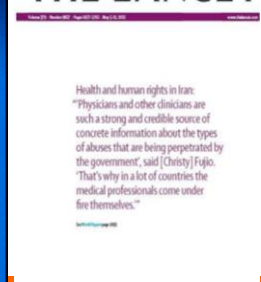 THE LANCET
Health and human rights in Iran:
"Physicians and other clinicians are
such a strong and credible source of
concrete information about the types
of abuses that are being perpetrated by
the government', said [Christy] Fujio.
'That's why in a lot of countries the
medical professionals come under
fire themselves.'"